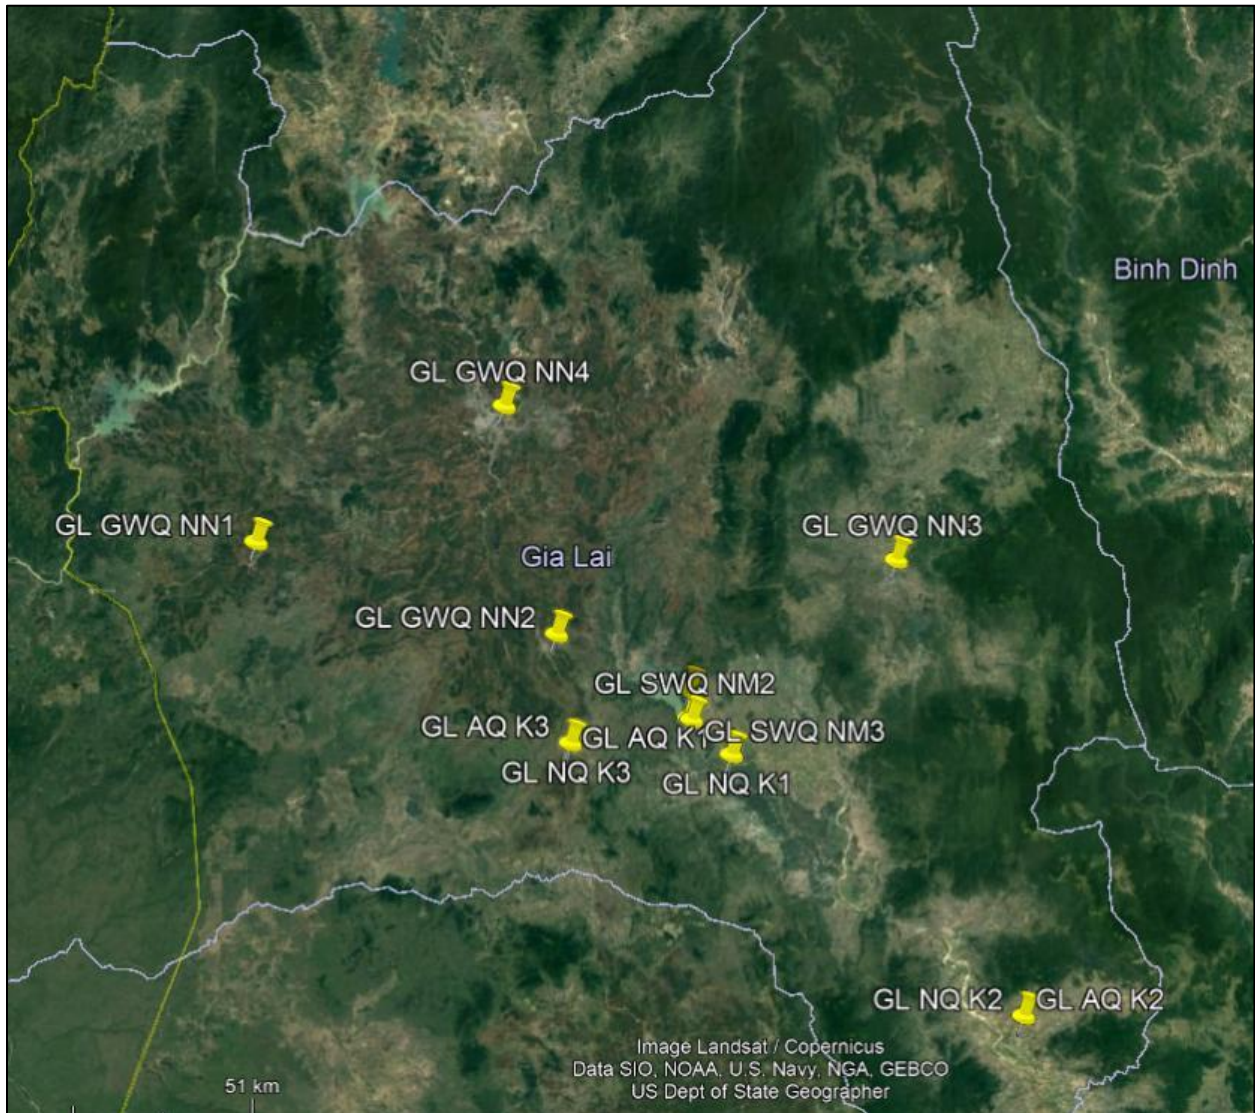 Binh Dinh
GL GWQ NN4
GL GWQ NN1
GL GWQ NN3
Gia Lai
GL GWQ NN2
GL SWQ NM2
GL AQ K3
GL AQ K1
GL SWQ NM3
GL NQ K3
GL NQ K1
GL NQ K2
GL AQ K2
Image Landsat / Copernicus
Data SIO, NOAA, U.S. Navy, NGA, GEBCO
US Dept of State Geographer
51 km